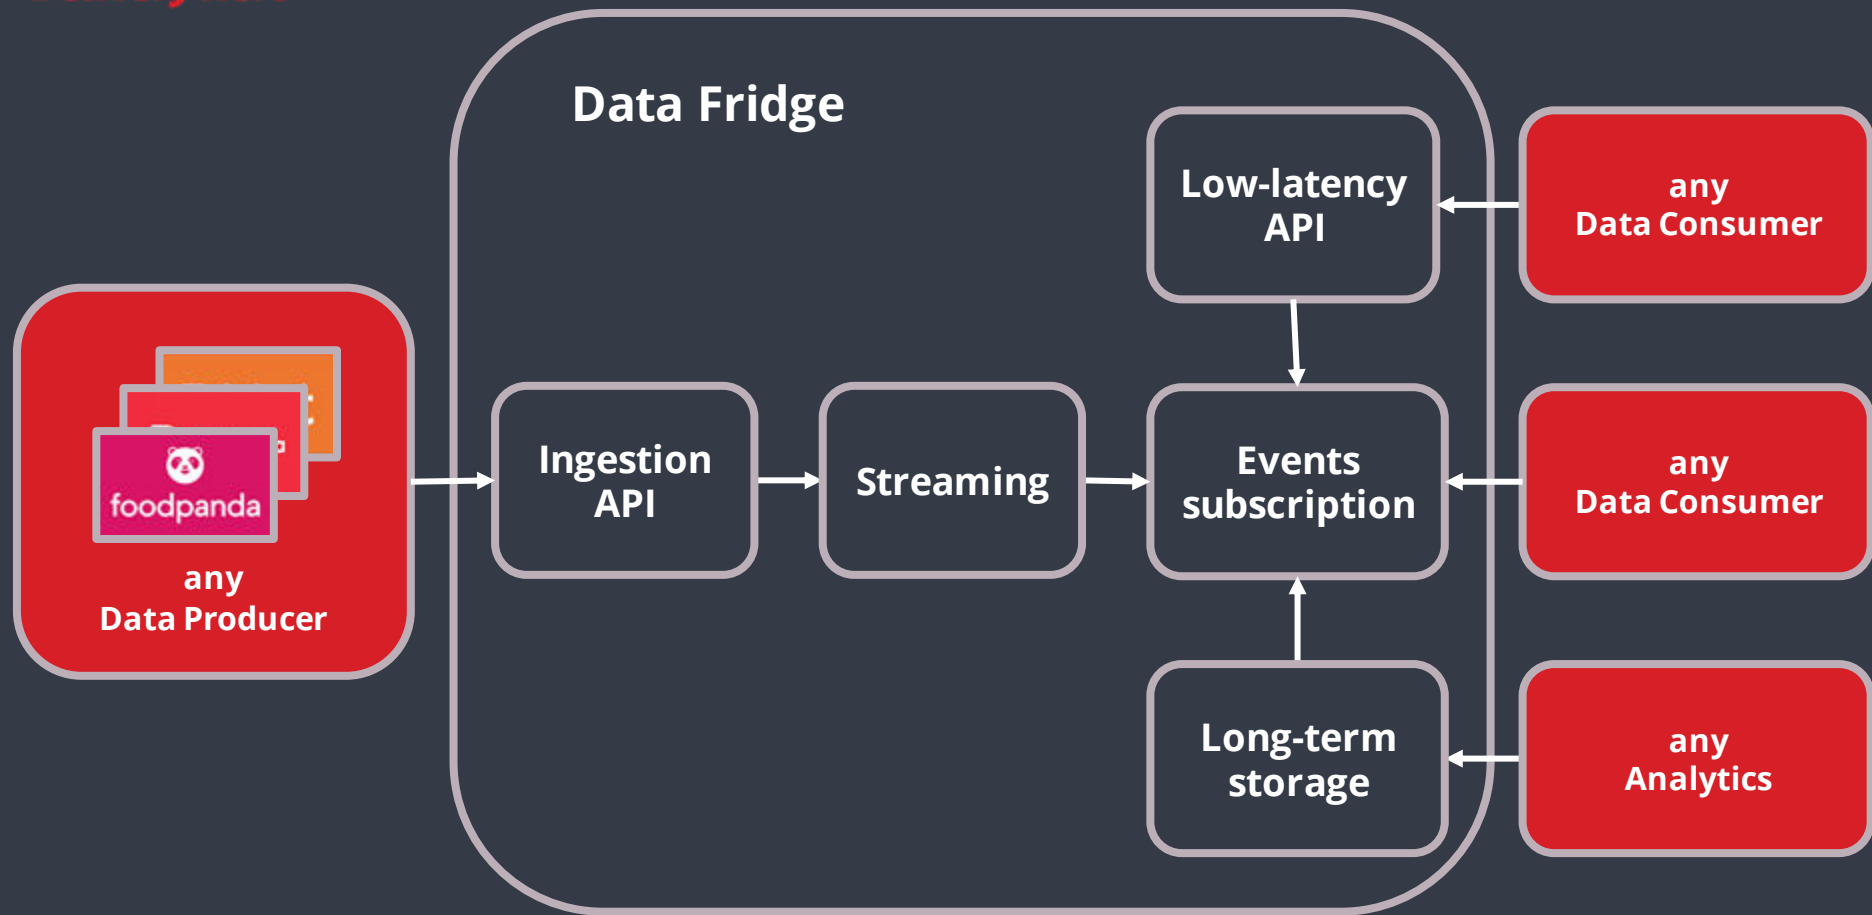 Data Fridge
Low-latency
API
any
Data Consumer
foodpanda
any
Data Producer
Ingestion
API
Streaming
Events
subscription
any
Data Consumer
Long-term
storage
any
Analytics